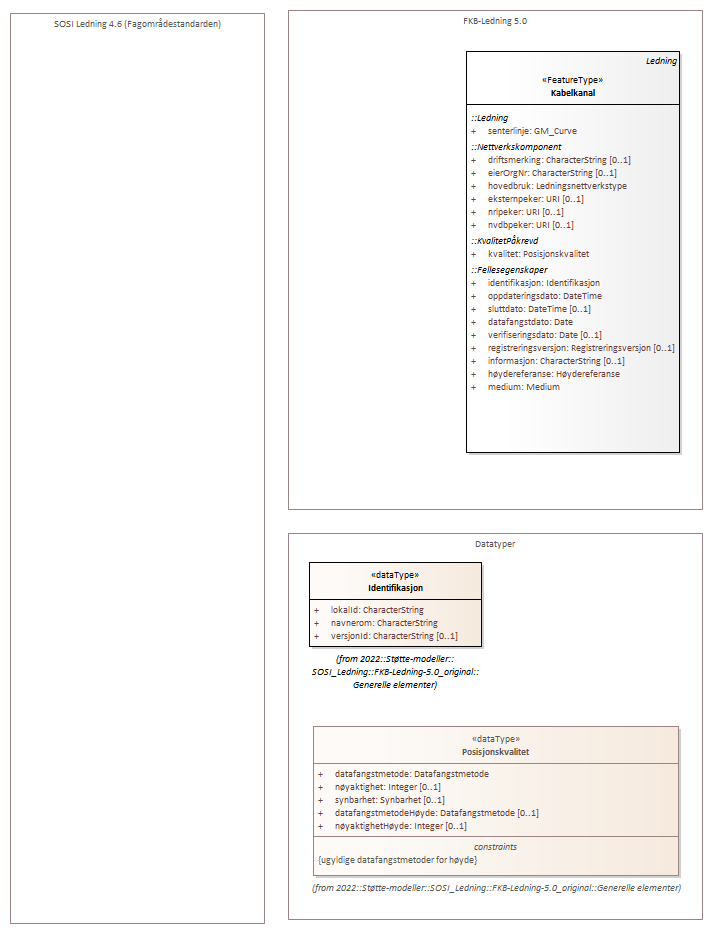 SOSI Ledning 4.6 (Fagområdestandarden)
FKB-Ledning 5.0
Ledning
«FeatureType»
Kabelkanal
::Ledning
+ senterlinje: GM_Curve
::Nettverkskomponent
+ driftsmerking: CharacterString [0..1]
+ eierOrgNr: CharacterString [0..1]
+ hovedbruk: Ledningsnettverkstype
+ eksternpeker: URI [0..1]
+ nrlpeker: URI [0..1]
+ nvdbpeker: URI [0..1]
::KvalitetPåkrevd
+ kvalitet: Posisjonskvalitet
::Fellesegenskaper
+ identifikasjon: Identifikasjon
+ oppdateringsdato: DateTime
+ sluttdato: DateTime [0..1]
+ datafangstdato: Date
+ verifiseringsdato: Date [0..1]
+ registreringsversjon: Registreringsversjon [0..1]
+ informasjon: CharacterString [0..1]
+ høydereferanse: Høydereferanse
+ medium: Medium
Datatyper
«dataType»
Identifikasjon
+ lokalId: CharacterString
+ navnerom: CharacterString
+ versjonId: CharacterString [0..1]
(from 2022::Støtte-modeller::
SOSI_Ledning::FKB-Ledning-5.0_original::
Generelle elementer)
«dataType»
Posisjonskvalitet
+ datafangstmetode: Datafangstmetode
+ nøyaktighet: Integer [0..1]
+ synbarhet: Synbarhet [0..1]
+ datafangstmetodeHøyde: Datafangstmetode [0..1]
+ nøyaktighetHøyde: Integer [0..1]
constraints
{ugyldige datafangstmetoder for høyde}
(from 2022::Støtte-modeller::SOSI_Ledning::FKB-Ledning-5.0_original::Generelle elementer)